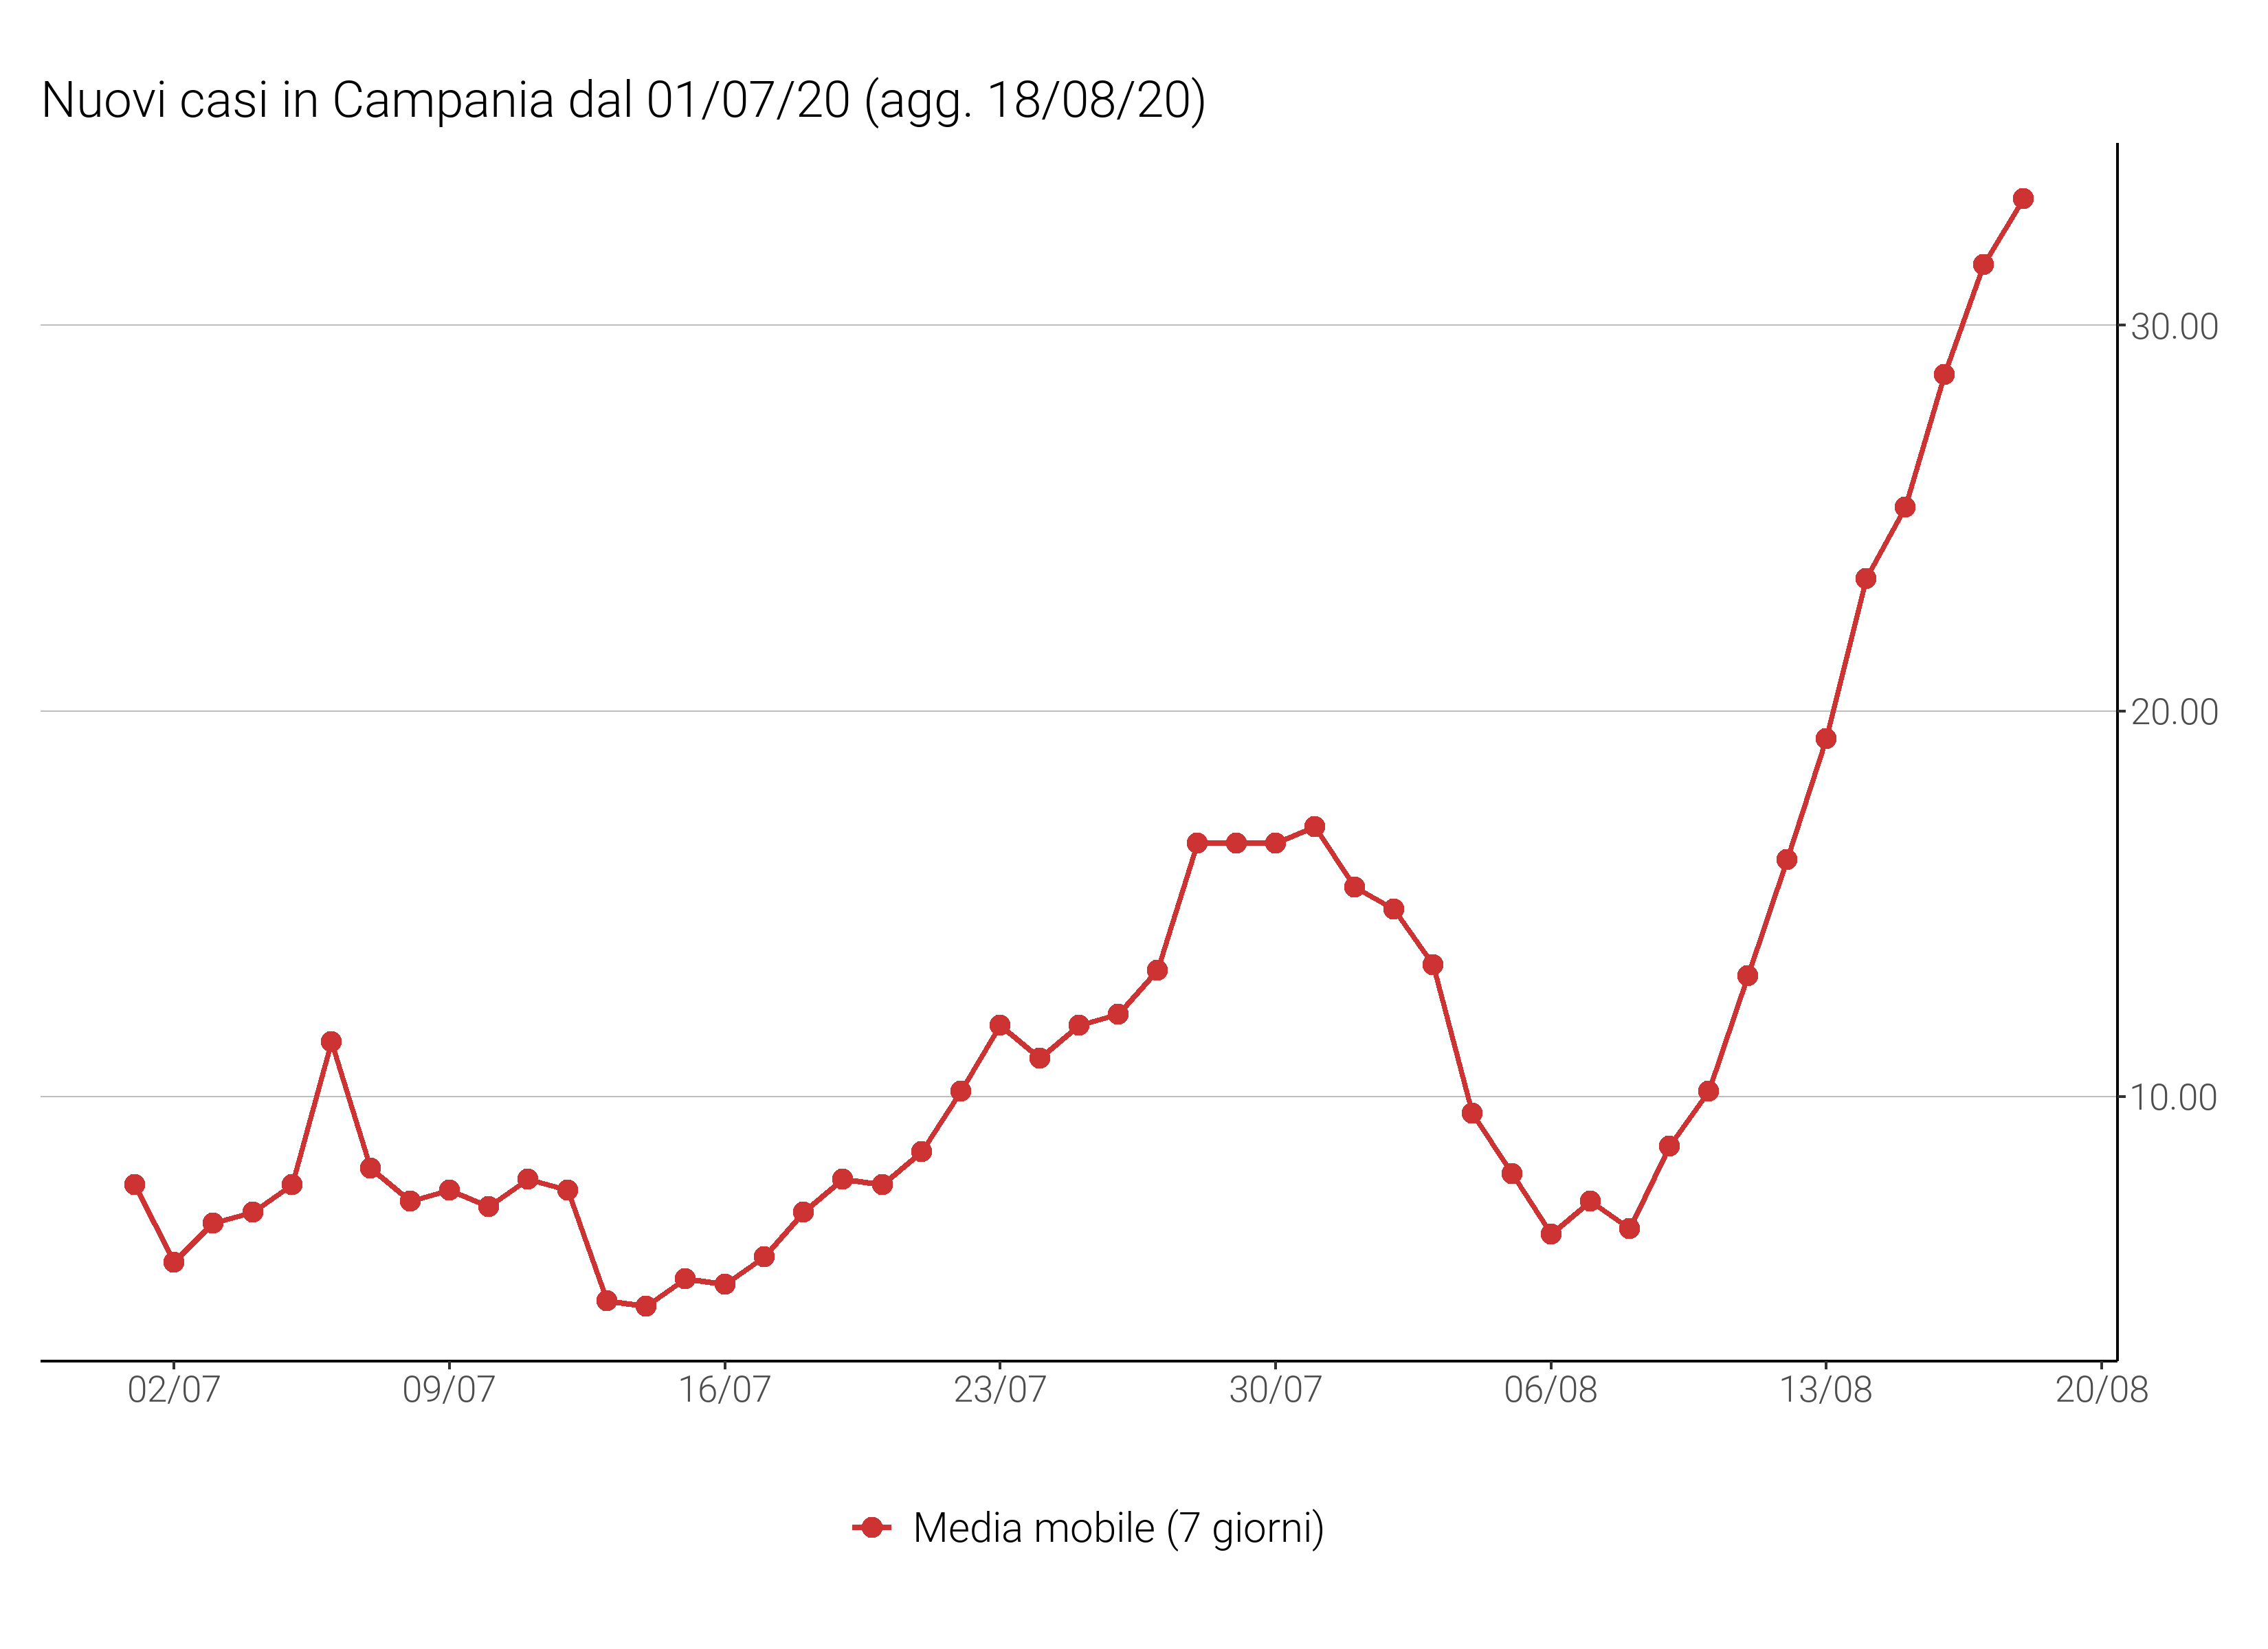 Nuovi casi in Campania dal 01/07/20 (agg. 18/08/20)
30.00
20.00
10.00
02/07 09/07 16/07 23/07 30/07 06/08 13/08 20/08
Media mobile (7 giorni)